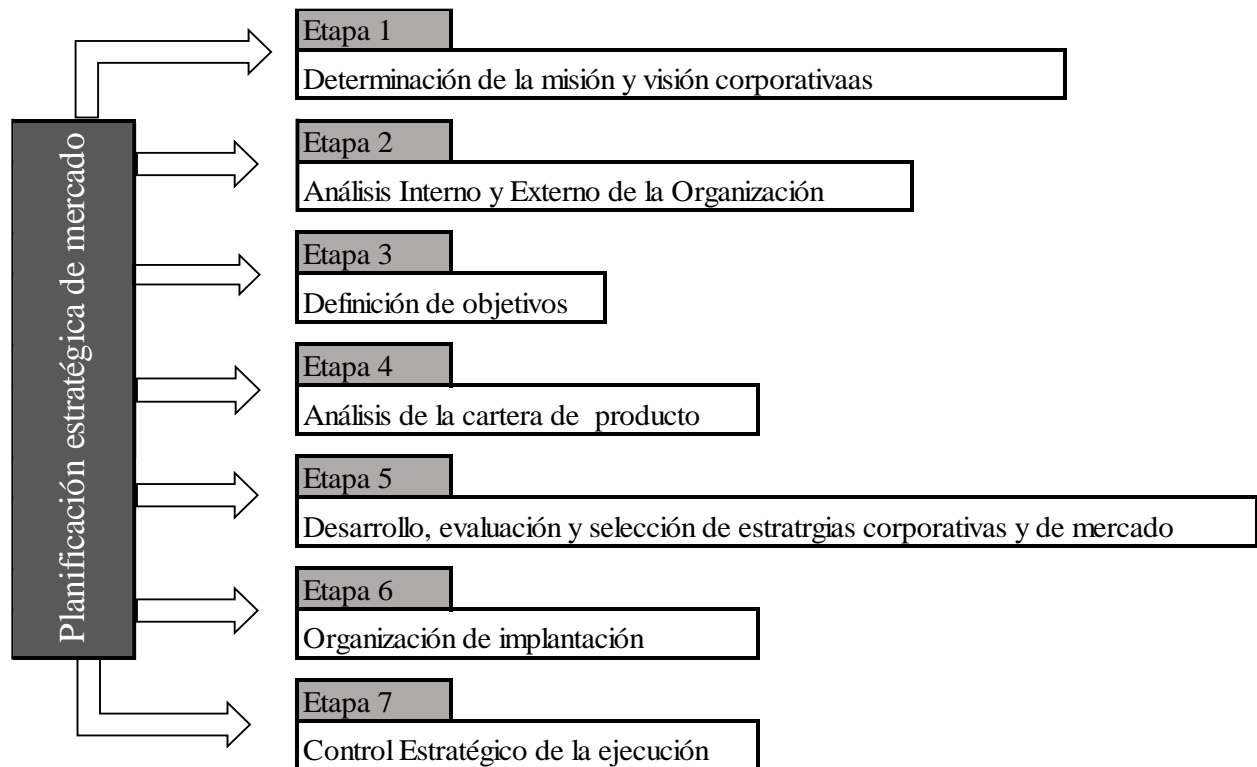 Planificación estratégica de mercado
Etapa 1
Determinación de la misión y visión corporativaas
Etapa 2
Análisis Interno y Externo de la Organización
Etapa 3
Definición de objetivos
Etapa 4
Análisis de la cartera de producto
Etapa 5
Desarrollo, evaluación y selección de estratrgias corporativas y de mercado
Etapa 6
Organización de implantación
Etapa 7
Control Estratégico de la ejecución